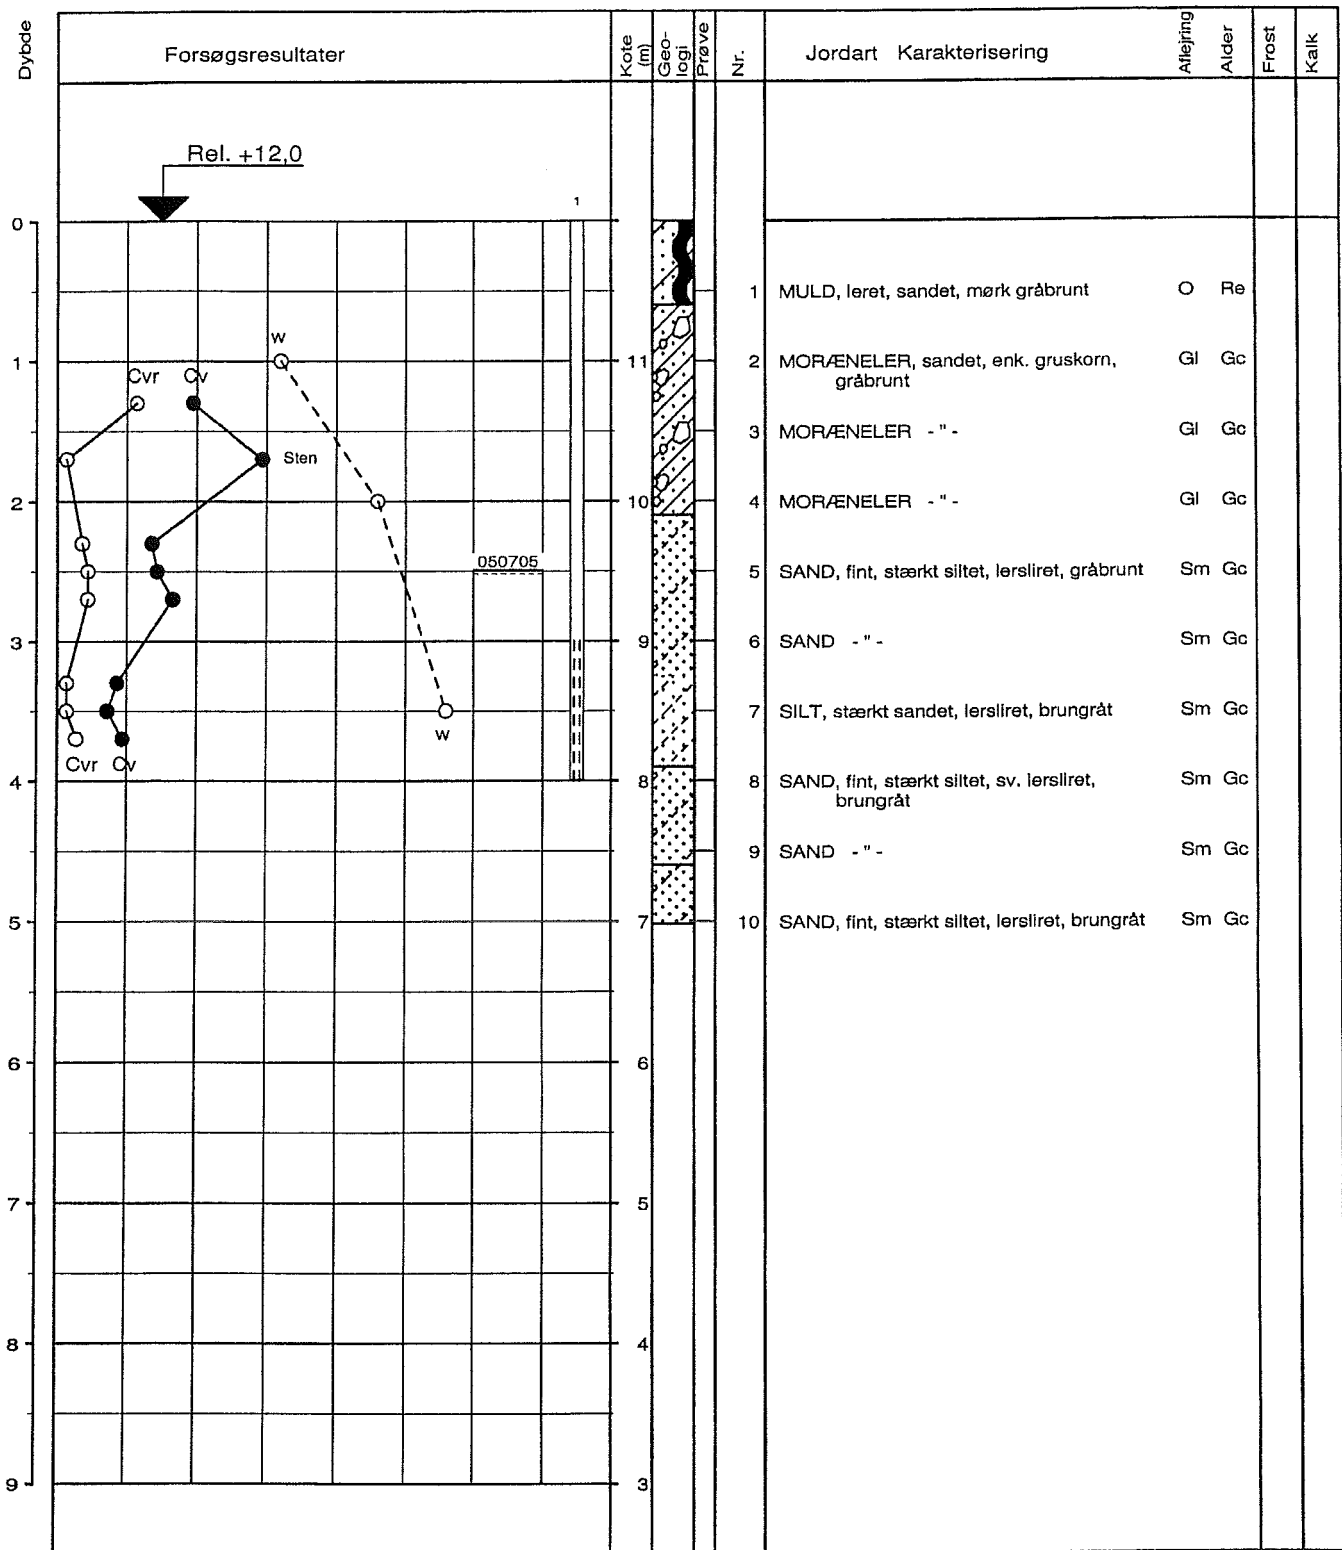 Dybde
Forsøgsresultater
Kote (m)
Geo-
logi
Prøve
Nr.
Jordart Karakterisering
Aflejring
Alder
Frost
Kalk
Rel. +12,0
1
0
1 MULD, leret, sandet, mørk gråbrunt O Re
w
1 11 2 MORÆNELER, sandet, enk. gruskorn, Gl Gc
gråbrunt
Cvr Cv
3 MORÆNELER - " - Gl Gc
Sten
2 10 4 MORÆNELER - " - Gl Gc
050705
5 SAND, fint, stærkt siltet, lersliret, gråbrunt Sm Gc
3 9 6 SAND - " - Sm Gc
7 SILT, stærkt sandet, lersliret, brungråt Sm Gc
w
Cvr Cv
4 8 8 SAND, fint, stærkt siltet, sv. lersliret, Sm Gc
brungråt
9 SAND - " - Sm Gc
5 7 10 SAND, fint, stærkt siltet, lersliret, brungråt Sm Gc
6 6
7 5
8 4
9 3